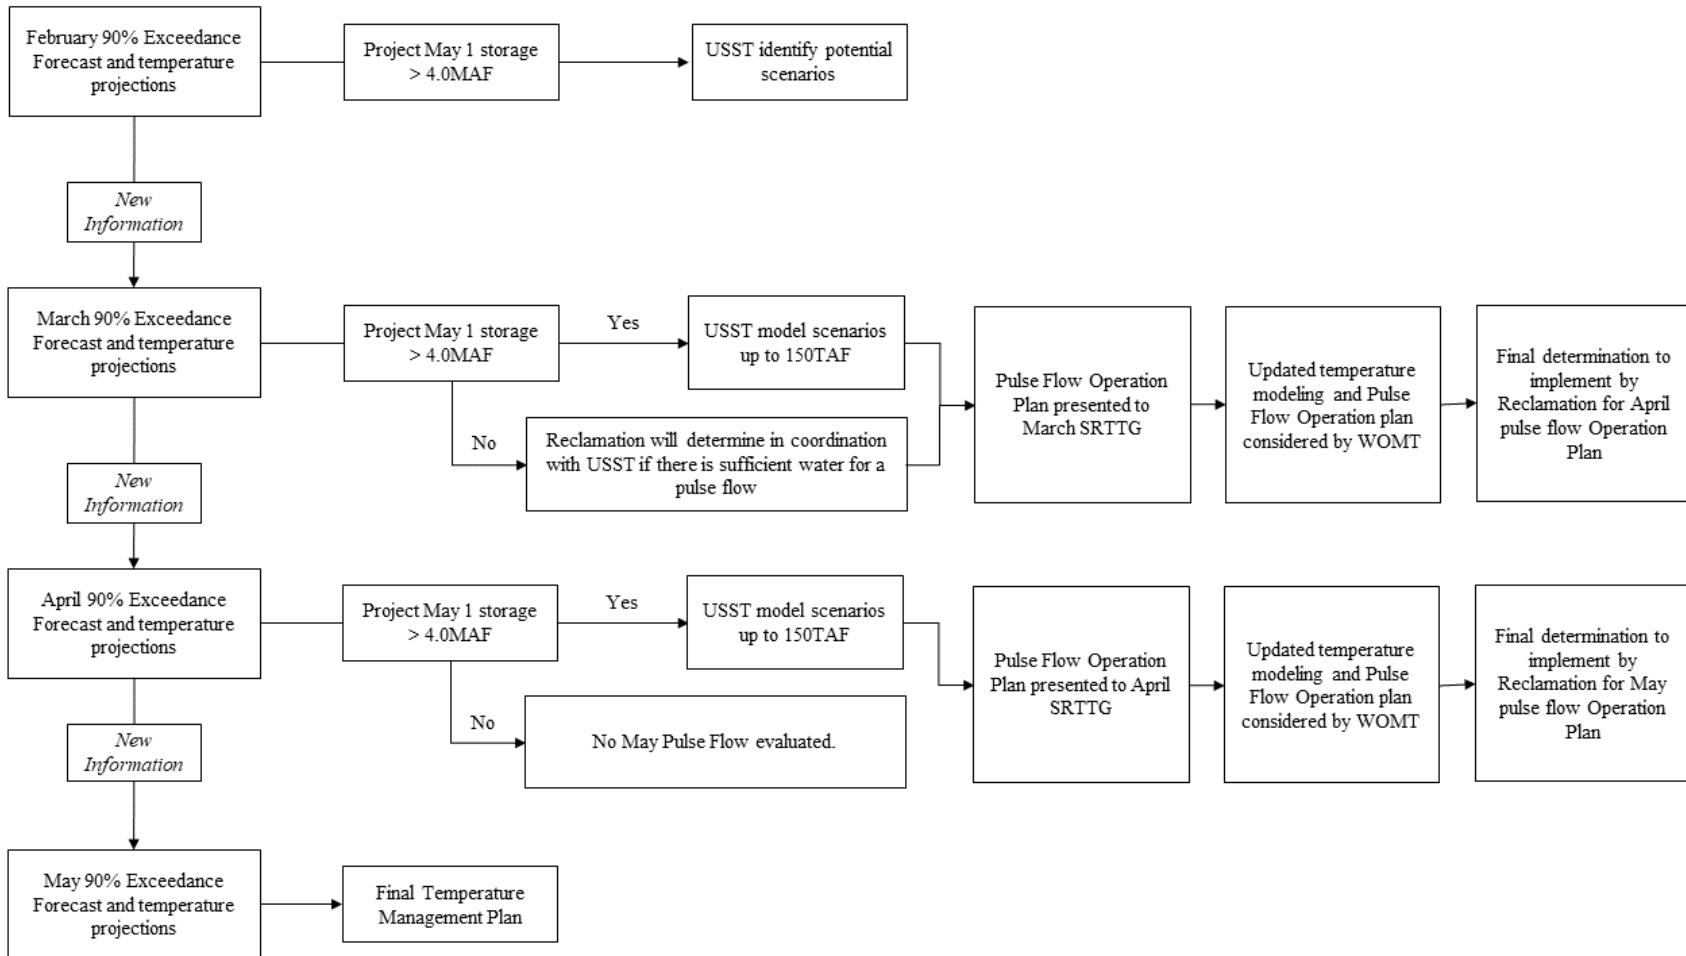 February 90% Exceedance
Forecast and temperature
projections
Project May 1 storage
> 4.0MAF
USST identify potential
scenarios
New
Information
March 90% Exceedance
Forecast and temperature
projections
Project May 1 storage
> 4.0MAF
Yes
USST model scenarios
up to 150TAF
No
Reclamation will determine in coordination
with USST if there is sufficient water for a
pulse flow
Pulse Flow Operation
Plan presented to
March SRTTG
Updated temperature
modeling and Pulse
Flow Operation plan
considered by WOMT
Final determination to
implement by
Reclamation for April
pulse flow Operation
Plan
New
Information
April 90% Exceedance
Forecast and temperature
projections
Project May 1 storage
> 4.0MAF
Yes
USST model scenarios
up to 150TAF
No
No May Pulse Flow evaluated.
Pulse Flow Operation
Plan presented to April
SRTTG
Updated temperature
modeling and Pulse
Flow Operation plan
considered by WOMT
Final determination to
implement by
Reclamation for May
pulse flow Operation
Plan
New
Information
May 90% Exceedance
Forecast and temperature
projections
Final Temperature
Management Plan